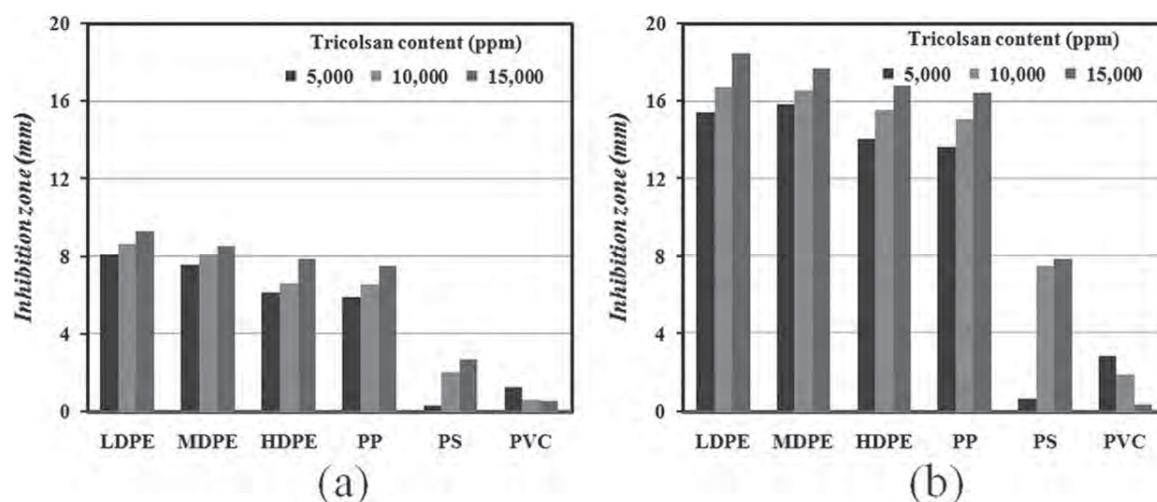 20
16
12
8
4
0
Inhibition zone (mm)
Tricolsan content (ppm)
5,000 10,000 15,000
LDPE MDPE HDPE PP PS PVC
(a)
20
16
12
8
4
0
Inhibition zone (mm)
Tricolsan content (ppm)
5,000 10,000 15,000
LDPE MDPE HDPE PP PS PVC
(b)